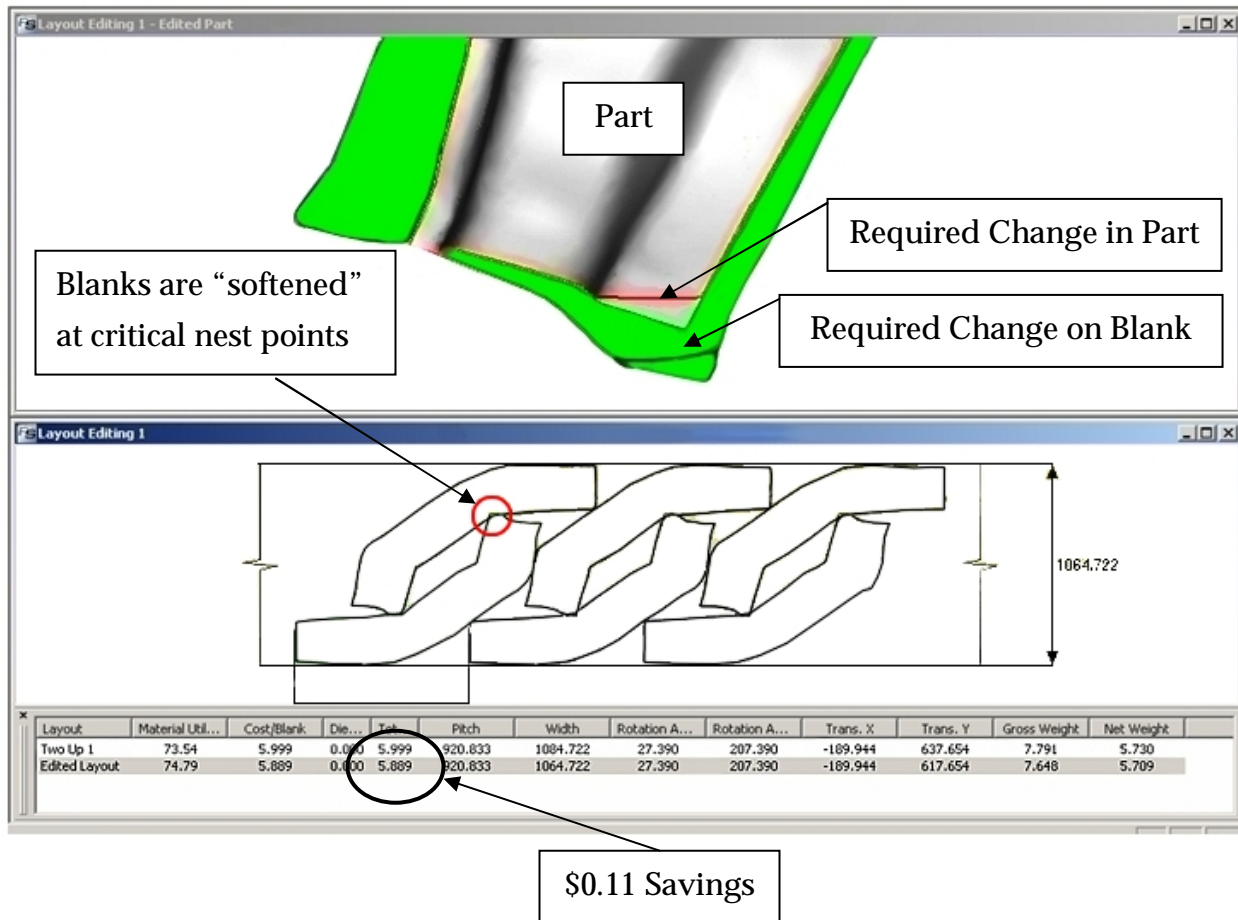 Layout Editing 1 - Edited Part
Part
Required Change in Part
Blanks are “softened”
at critical nest points
Required Change on Blank
Layout Editing 1
1064.722
Layout Material Util... Cost/Blank Die... Tot... Pitch Width Rotation A... Rotation A... Trans. X Trans. Y Gross Weight Net Weight
Two Up 1 73.54 5.999 0.000 5.999 920.833 1084.722 27.390 207.390 -189.944 637.654 7.791 5.730
Edited Layout 74.79 5.889 0.000 5.889 920.833 1064.722 27.390 207.390 -189.944 617.654 7.648 5.709
$0.11 Savings